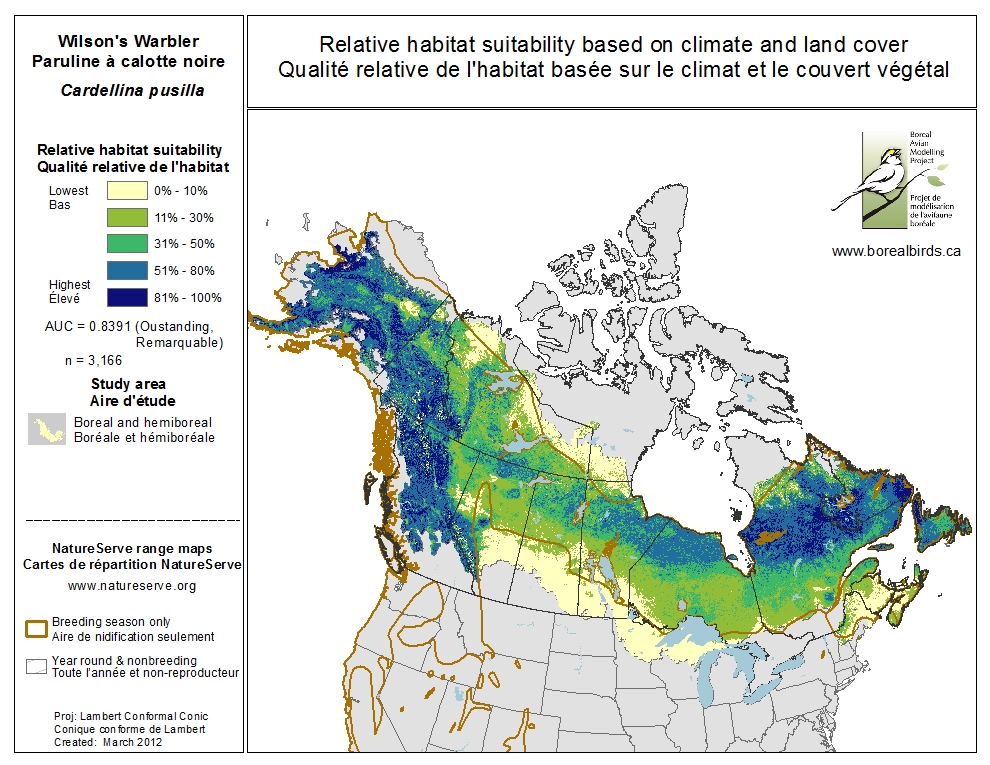 Wilson's Warbler
Paruline à calotte noire
Cardellina pusilla
Relative habitat suitability
Qualité relative de l'habitat
Lowest
Bas
0% - 10%
11% - 30%
31% - 50%
51% - 80%
Highest
Élevé
81% - 100%
AUC = 0.8391 (Oustanding,
Remarquable)
n = 3,166
Study area
Aire d'étude
Boreal and hemiboreal
Boréale et hémiboréale
NatureServe range maps
Cartes de répartition NatureServe
www.natureserve.org
Breeding season only
Aire de nidification seulement
Year round & nonbreeding
Toute l'année et non-reproducteur
Proj: Lambert Conformal Conic
Conique conforme de Lambert
Created: March 2012
Relative habitat suitability based on climate and land cover
Qualité relative de l'habitat basée sur le climat et le couvert végétal
Boreal
Avian
Modelling
Project
Projet de
modélisation
de l'avifaune
boréale
www.borealbirds.ca